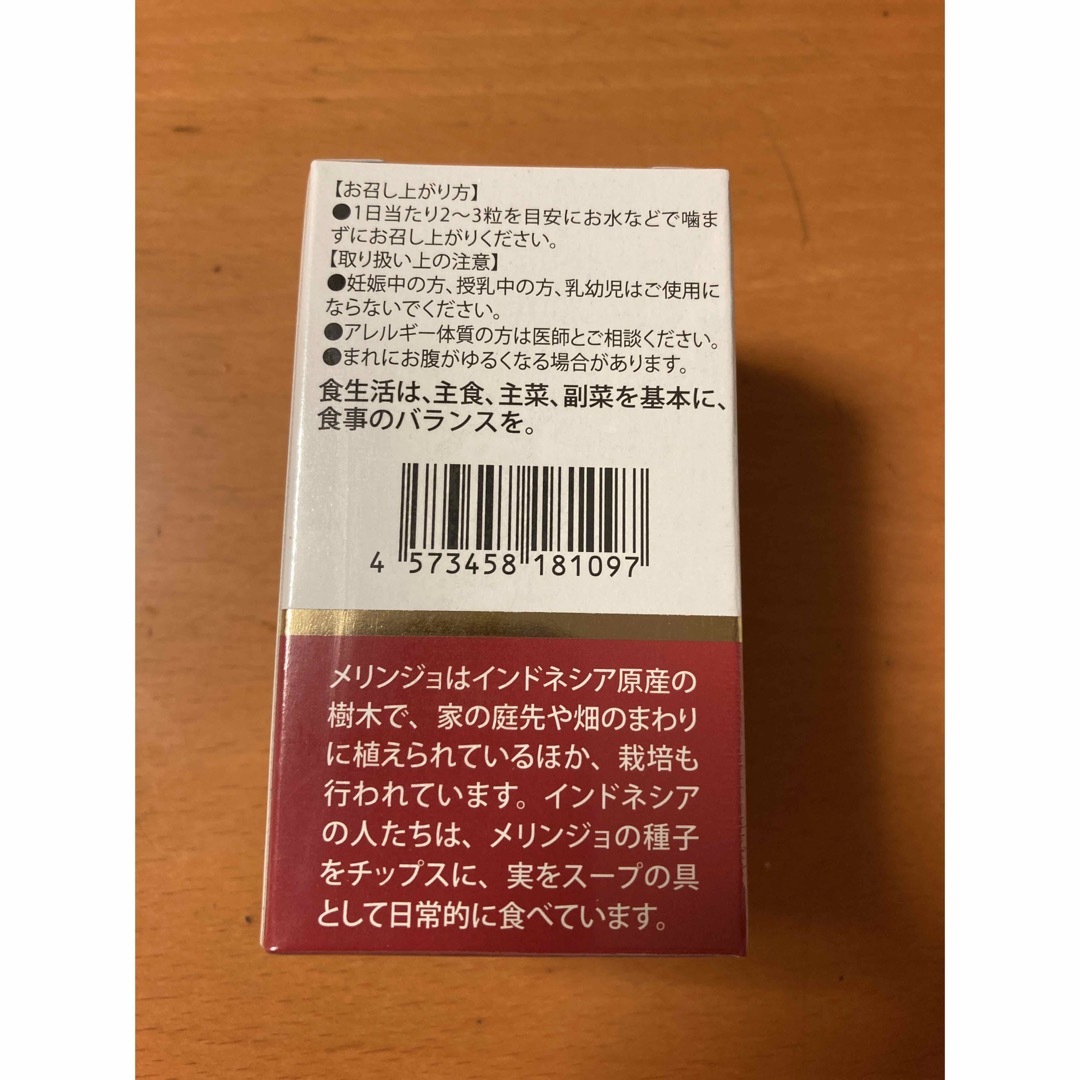 【お召し上がり方】
●1日当たり2〜3粒を目安にお水などで噛ま
ずにお召し上がりください。
【取り扱い上の注意】
●妊娠中の方、授乳中の方、乳幼児はご使用に
ならないでください。
●アレルギー体質の方は医師とご相談ください。
●まれにお腹がゆるくなる場合があります。
食生活は、主食、主菜、副菜を基本に、
食事のバランスを。
4 573458 181097
メリンジョはインドネシア原産の
樹木で、家の庭先や畑のまわり
に植えられているほか、栽培も
行われています。インドネシア
の人たちは、メリンジョの種子
をチップスに、実をスープの具
として日常的に食べています。